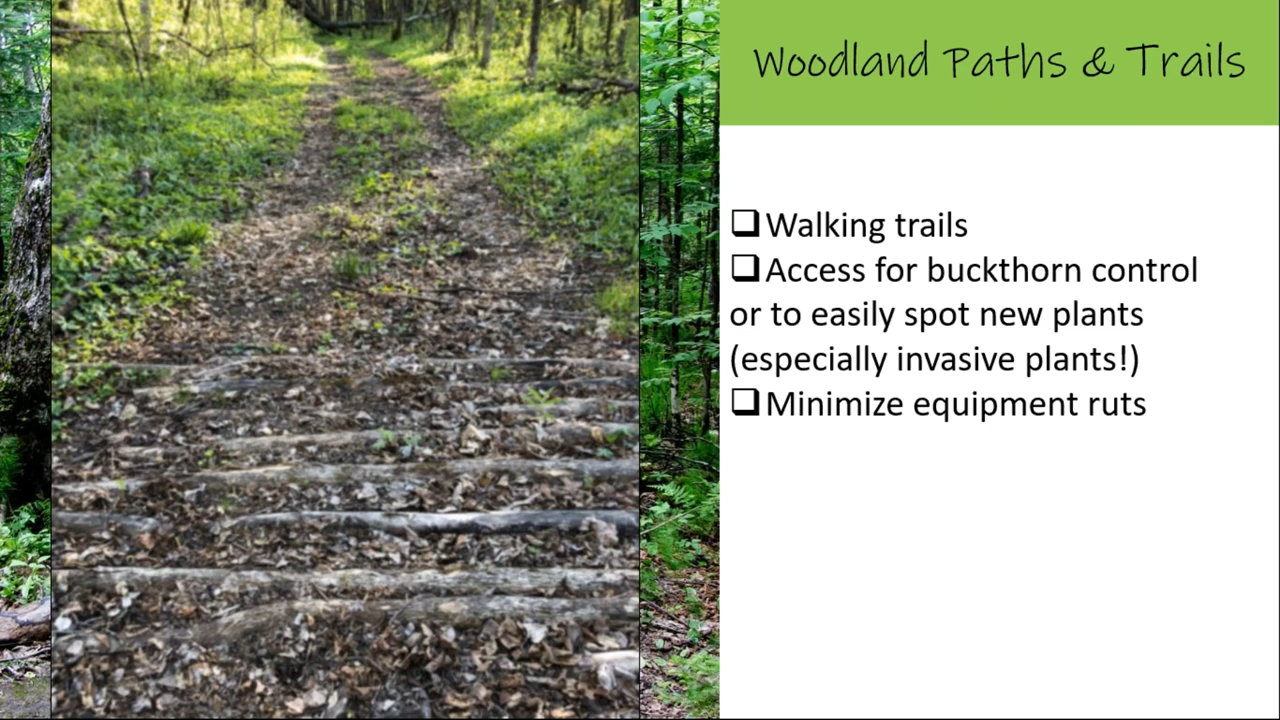 Woodland Paths & Trails
❑Walking trails
❑Access for buckthorn control
or to easily spot new plants
(especially invasive plants!)
❑Minimize equipment ruts